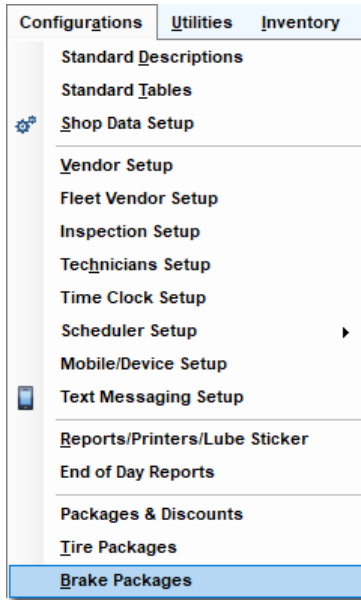 Configurations Utilities Inventory
Standard Descriptions
Standard Tables
Shop Data Setup
Vendor Setup
Fleet Vendor Setup
Inspection Setup
Technicians Setup
Time Clock Setup
Scheduler Setup
Mobile/Device Setup
Text Messaging Setup
Reports/Printers/Lube Sticker
End of Day Reports
Packages & Discounts
Tire Packages
Brake Packages